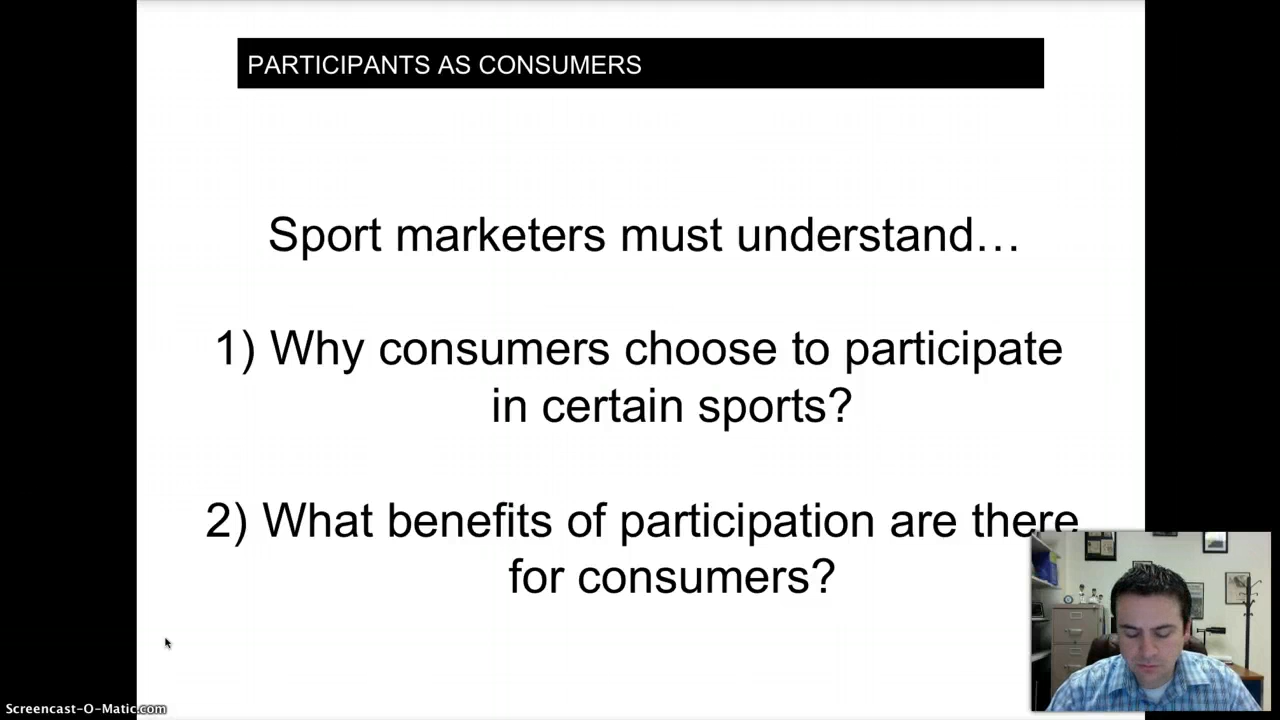 PARTICIPANTS AS CONSUMERS
Sport marketers must understand…
1) Why consumers choose to participate
in certain sports?
2) What benefits of participation are there
for consumers?
Screencast-O-Matic.com